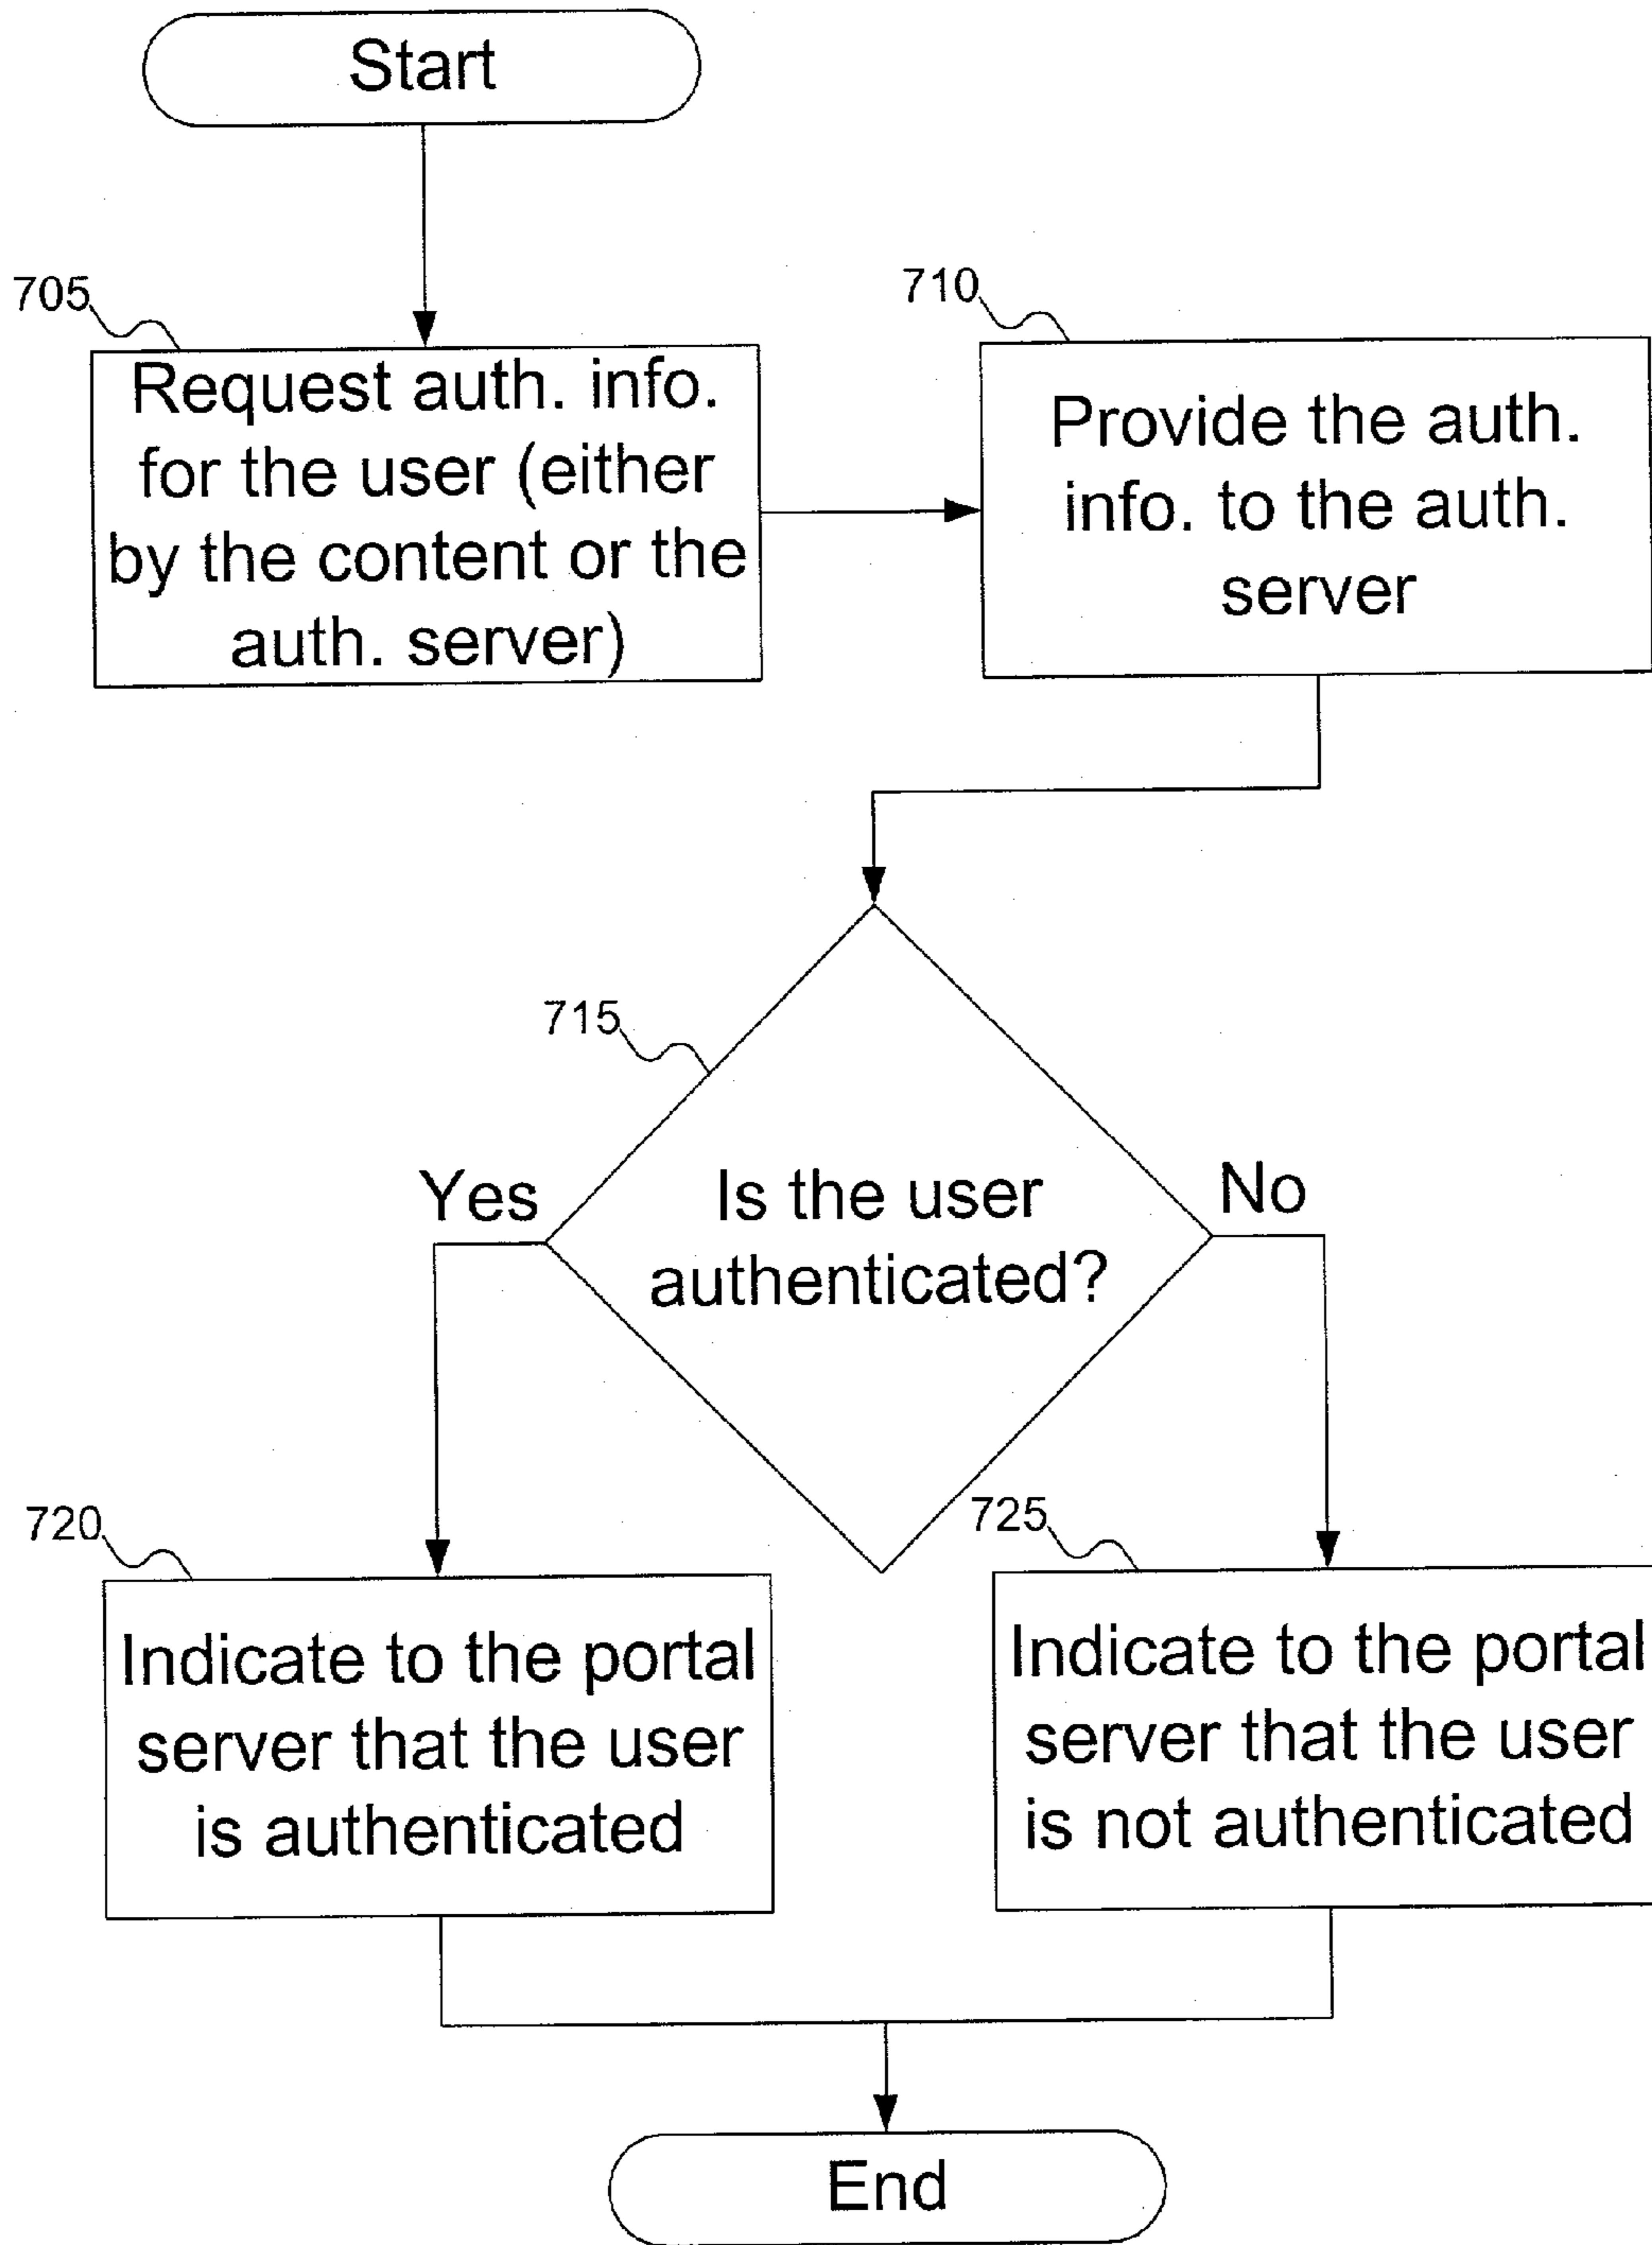 Start
705
Request auth. info.
for the user (either
by the content or the
auth. server)
710
Provide the auth.
info. to the auth.
server
715
Is the user
authenticated?
Yes
No
720
Indicate to the portal
server that the user
is authenticated
725
Indicate to the portal
server that the user
is not authenticated
End